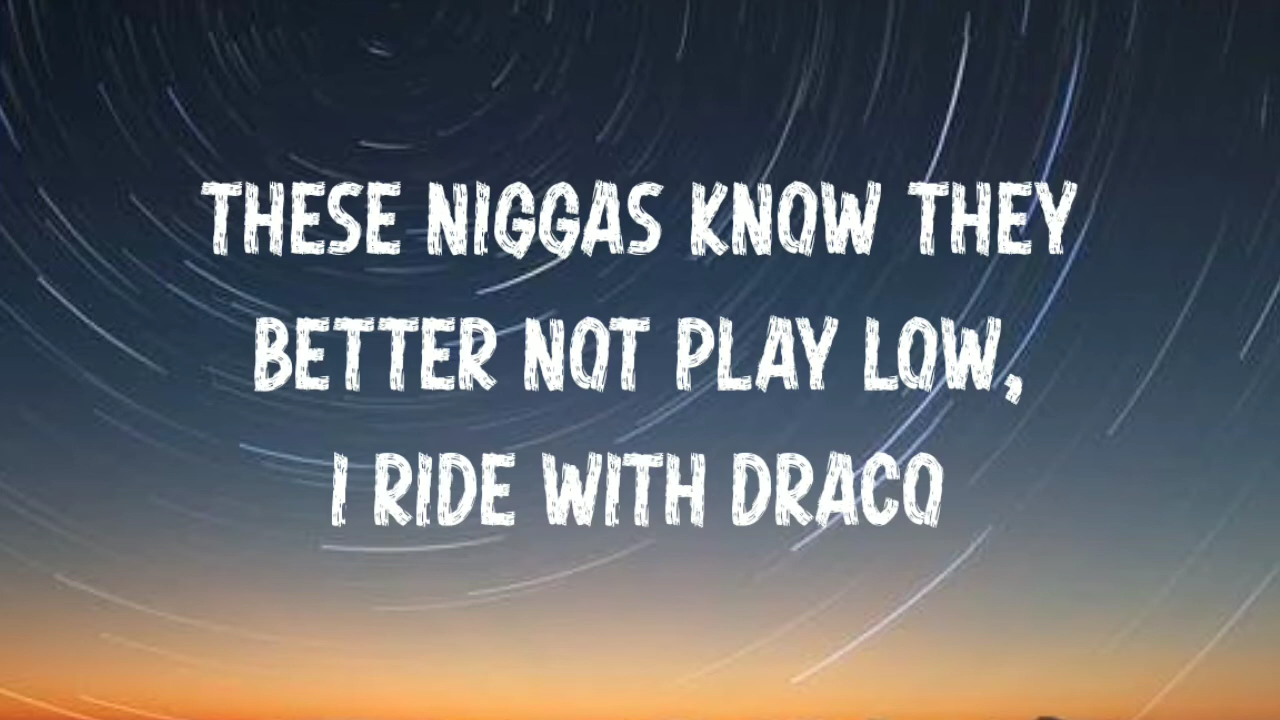 THESE NIGGAS KNOW THEY
BETTER NOT PLAY LOW,
I RIDE WITH DRACO